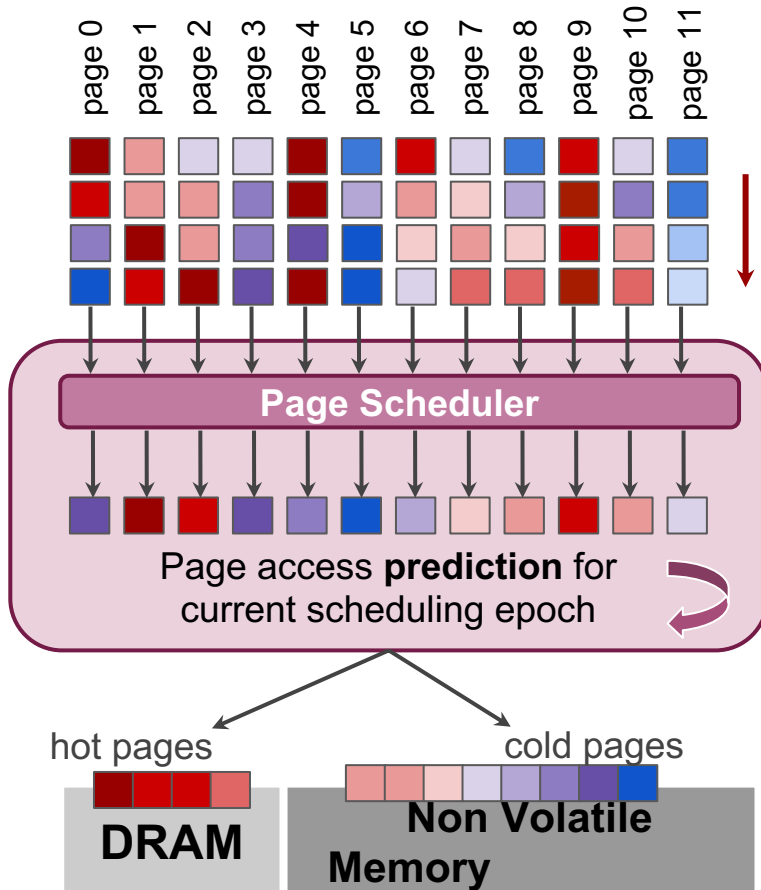 page 0
page 1
page 2
page 3
page 4
page 5
page 6
page 7
page 8
page 9
page 10
page 11
Page Scheduler
Page access prediction for
current scheduling epoch
hot pages
cold pages
DRAM
Non Volatile
Memory